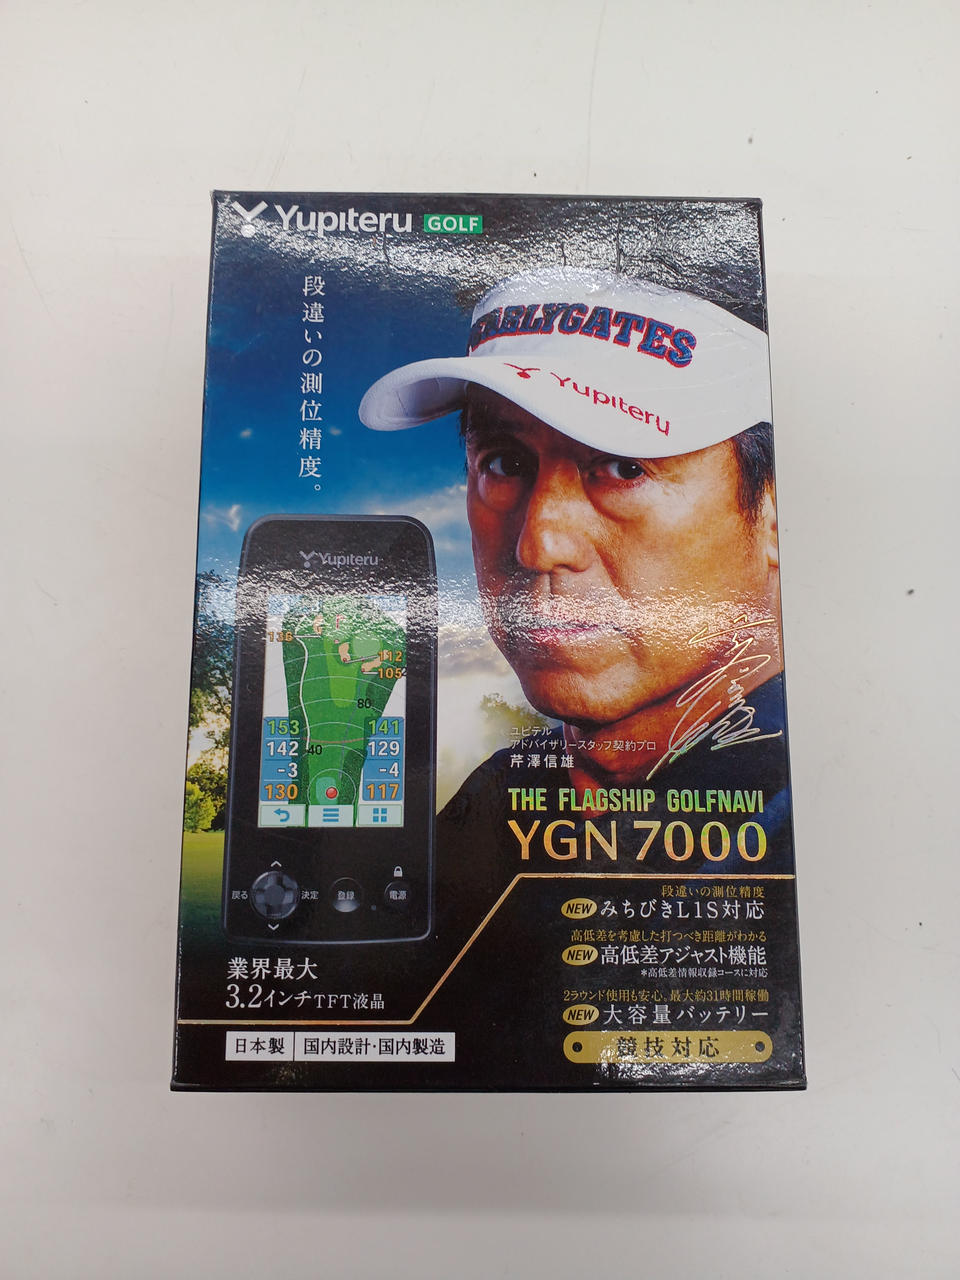 Yupiteru GOLF
段違いの測位精度。
EARLYGATES
Yupiteru
Yupiteru
136
112
105
80
40
153
142
-3
130
141
129
-4
117
戻る
決定
登録
電源
ユピテル
アドバイザリースタッフ契約プロ
芹澤信雄
THE FLAGSHIP GOLFNAVI
YGN7000
段違いの測位精度
NEW みちびきL1S対応
高低差を考慮した打つべき距離がわかる
NEW 高低差アジャスト機能
*高低差情報収録コースに対応
2ラウンド使用も安心。最大約31時間稼働
NEW 大容量バッテリー
競技対応
業界最大
3.2インチTFT液晶
日本製 国内設計・国内製造